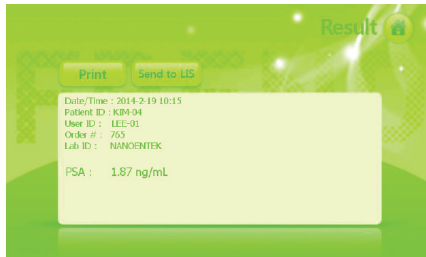 Result
Print
Send to LIS
Date/Time : 2014-2-19 10:15
Patient ID : KIM-04
User ID : LEE-01
Order # : 765
Lab ID : NANOENTEK
PSA : 1.87 ng/mL